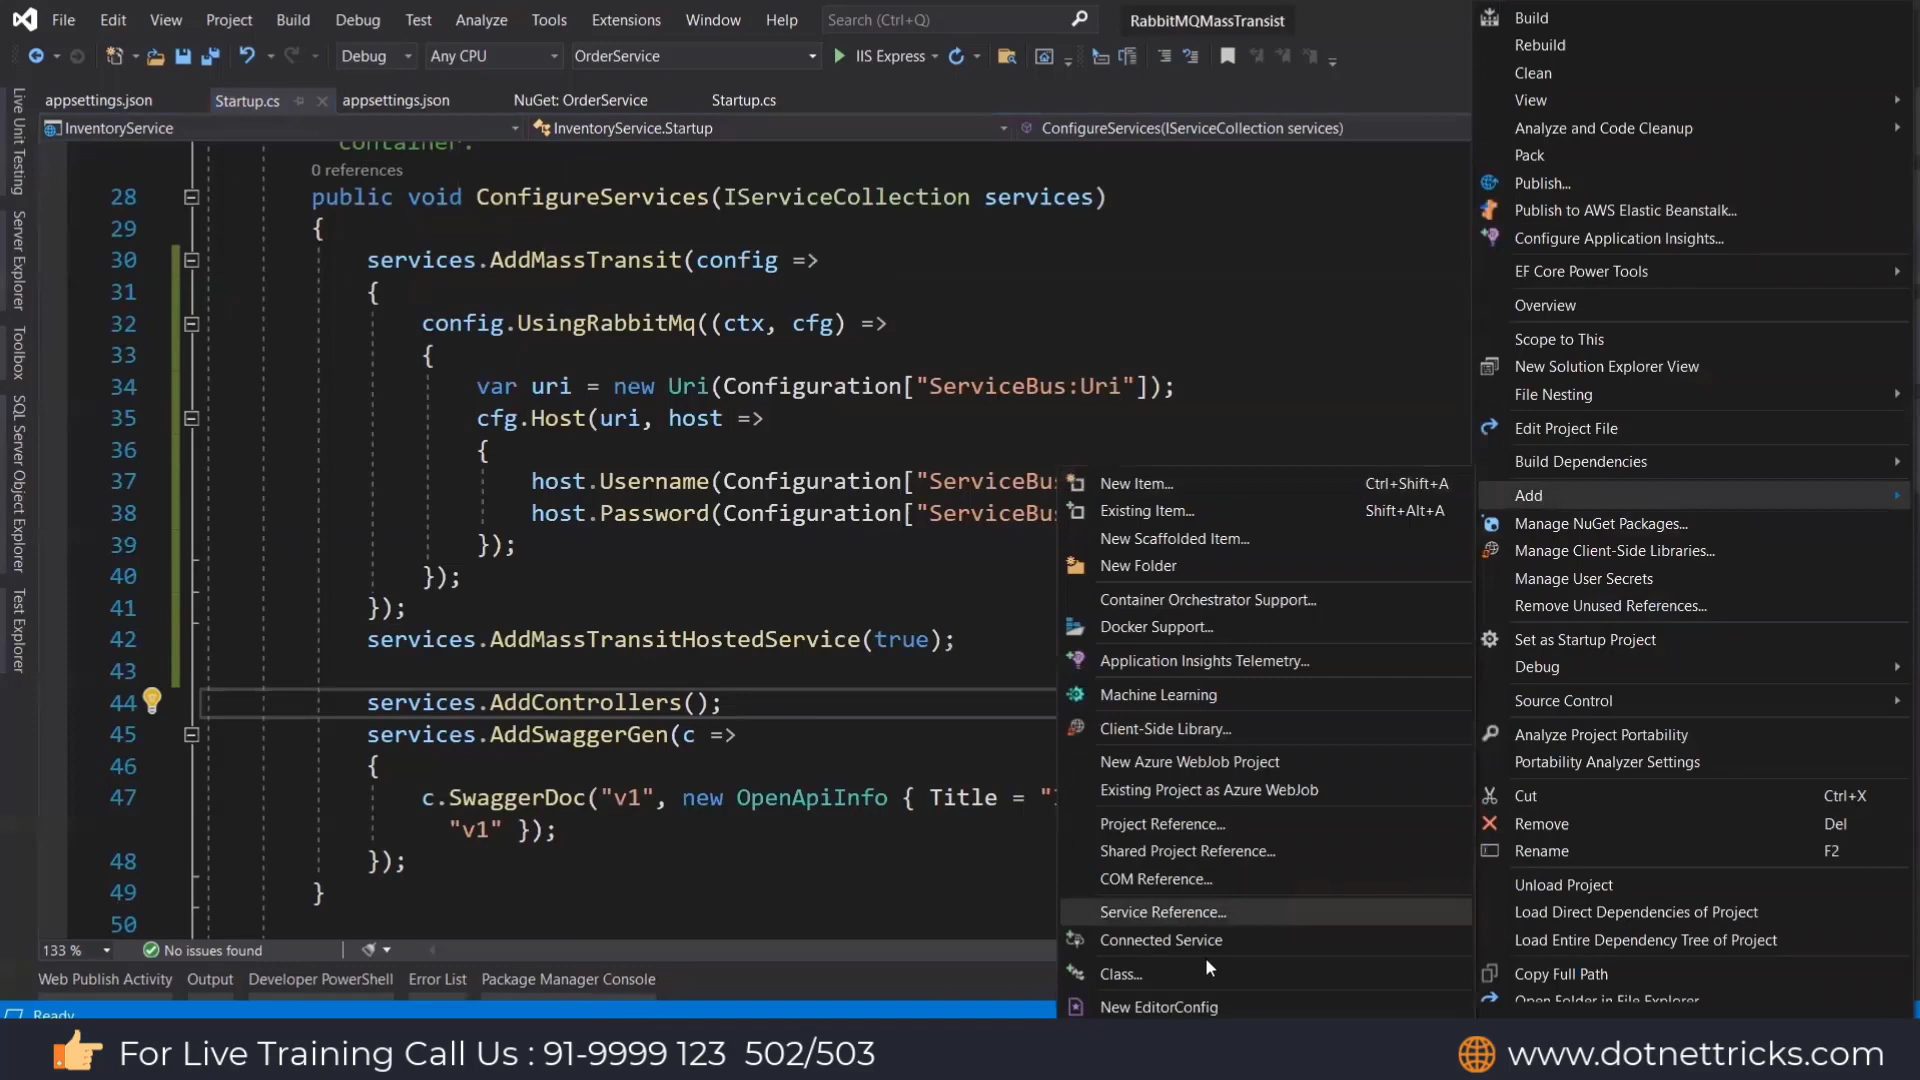 File Edit View Project Build Debug Test Analyze Tools Extensions Window Help Search (Ctrl+Q) RabbitMQMassTransist
Debug Any CPU OrderService IIS Express
appsettings.json Startup.cs appsettings.json NuGet: OrderService Startup.cs
InventoryService InventoryService.Startup ConfigureServices(IServiceCollection services)
Live Unit Testing
Server Explorer
Toolbox
SQL Server Object Explorer
Test Explorer
container.
0 references
28 public void ConfigureServices(IServiceCollection services)
29 {
30 services.AddMassTransit(config =>
31 {
32 config.UsingRabbitMq((ctx, cfg) =>
33 {
34 var uri = new Uri(Configuration["ServiceBus:Uri"]);
35 cfg.Host(uri, host =>
36 {
37 host.Username(Configuration["ServiceBus
38 host.Password(Configuration["ServiceBus
39 });
40 });
41 });
42 services.AddMassTransitHostedService(true);
43
44 services.AddControllers();
45 services.AddSwaggerGen(c =>
46 {
47 c.SwaggerDoc("v1", new OpenApiInfo { Title = "
"v1" });
48 });
49 }
50
133 % No issues found
Web Publish Activity Output Developer PowerShell Error List Package Manager Console
Ready
New Item... Ctrl+Shift+A
Existing Item... Shift+Alt+A
New Scaffolded Item...
New Folder
Container Orchestrator Support...
Docker Support...
Application Insights Telemetry...
Machine Learning
Client-Side Library...
New Azure WebJob Project
Existing Project as Azure WebJob
Project Reference...
Shared Project Reference...
COM Reference...
Service Reference...
Connected Service
Class...
New EditorConfig
Build
Rebuild
Clean
View
Analyze and Code Cleanup
Pack
Publish...
Publish to AWS Elastic Beanstalk...
Configure Application Insights...
EF Core Power Tools
Overview
Scope to This
New Solution Explorer View
File Nesting
Edit Project File
Build Dependencies
Add
Manage NuGet Packages...
Manage Client-Side Libraries...
Manage User Secrets
Remove Unused References...
Set as Startup Project
Debug
Source Control
Analyze Project Portability
Portability Analyzer Settings
Cut Ctrl+X
Remove Del
Rename F2
Unload Project
Load Direct Dependencies of Project
Load Entire Dependency Tree of Project
Copy Full Path
Open Folder in File Explorer
For Live Training Call Us : 91-9999 123 502/503
www.dotnettricks.com